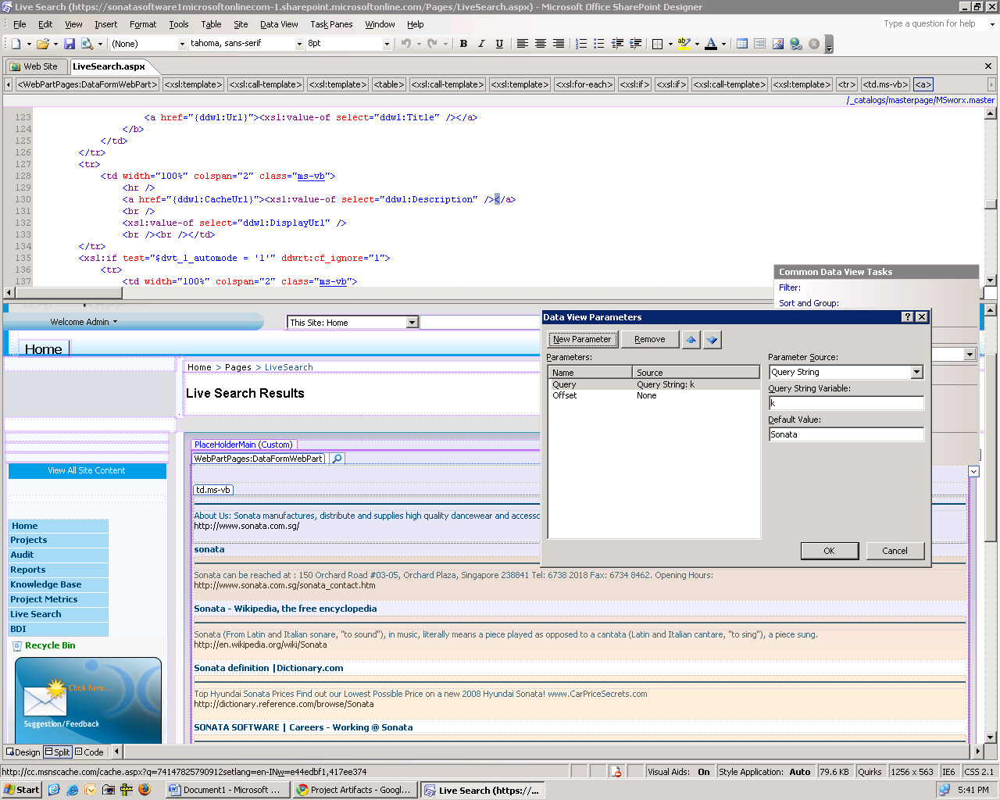 Live Search (https://sonatasoftware1microsoftonlinecom-1.sharepoint.microsoftonline.com/Pages/LiveSearch.aspx) - Microsoft Office SharePoint Designer
File Edit View Insert Format Tools Table Site Data View Task Panes Window Help
Type a question for help
(None) tahoma, sans-serif 8pt B I U A
Web Site LiveSearch.aspx
<WebPartPages:DataFormWebPart> <xsl:template> <xsl:call-template> <xsl:template> <table> <xsl:call-template> <xsl:template> <xsl:for-each> <xsl:if> <xsl:if> <xsl:call-template> <xsl:template> <tr> <td.ms-vb> <a>
/_catalogs/masterpage/MSworx.master
123 <a href="{ddwl:Url}"><xsl:value-of select="ddwl:Title" /></a>
124 </b>
125 </td>
126 </tr>
127 <tr>
128 <td width="100%" colspan="2" class="ms-vb">
129 <hr />
130 <a href="{ddwl:CacheUrl}"><xsl:value-of select="ddwl:Description" /></a>
131 <br />
132 <xsl:value-of select="ddwl:DisplayUrl" />
133 <br /><br /></td>
134 </tr>
135 <xsl:if test="$dvt_1_automode = '1'" ddwrt:cf_ignore="1">
136 <tr>
137 <td width="100%" colspan="2" class="ms-vb">
Common Data View Tasks
Filter:
Sort and Group:
Welcome Admin
This Site: Home
Home
Home > Pages > LiveSearch
Live Search Results
Data View Parameters
New Parameter Remove
Parameters:
Name Source
Query Query String: k
Offset None
Parameter Source:
Query String
Query String Variable:
k
Default Value:
Sonata
OK Cancel
PlaceHolderMain (Custom)
WebPartPages:DataFormWebPart
td.ms-vb
View All Site Content
Home
Projects
Audit
Reports
Knowledge Base
Project Metrics
Live Search
BDI
Recycle Bin
Click here...
Suggestion/Feedback
About Us: Sonata manufactures, distribute and supplies high quality dancewear and accessc
http://www.sonata.com.sg/
sonata
Sonata can be reached at : 150 Orchard Road #03-05, Orchard Plaza, Singapore 238841 Tel: 6738 2018 Fax: 6734 8462. Opening Hours:
http://www.sonata.com.sg/sonata_contact.htm
Sonata - Wikipedia, the free encyclopedia
Sonata (From Latin and Italian sonare, "to sound"), in music, literally means a piece played as opposed to a cantata (Latin and Italian cantare, "to sing"), a piece sung.
http://en.wikipedia.org/wiki/Sonata
Sonata definition |Dictionary.com
Top Hyundai Sonata Prices Find out our Lowest Possible Price on a new 2008 Hyundai Sonata! www.CarPriceSecrets.com
http://dictionary.reference.com/browse/Sonata
SONATA SOFTWARE | Careers - Working @ Sonata
Design Split Code
http://cc.msnscache.com/cache.aspx?q=74147825790912setlang=en-INw=e44edbf1,417ee374
Visual Aids: On Style Application: Auto 79.6 KB Quirks 1256 x 563 IE6 CSS 2.1
Start Document1 - Microsoft ... Project Artifacts - Googl... Live Search (https://... 5:41 PM